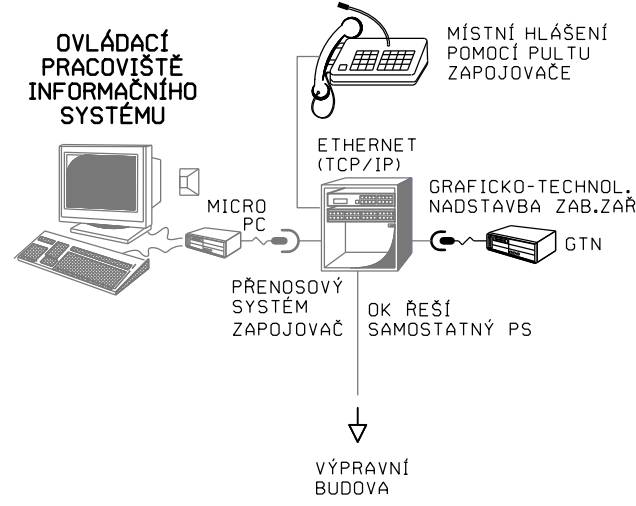 OVLÁDACÍ
PRACOVIŠTĚ
INFORMAČNÍHO
SYSTÉMU
MÍSTNÍ HLÁŠENÍ
POMOCÍ PULTU
ZAPOJOVAČE
ETHERNET
(TCP/IP)
MICRO
PC
GRAFICKO-TECHNOL.
NADSTAVBA ZAB.ZAŘ
GTN
PŘENOSOVÝ
SYSTÉM
ZAPOJOVAČ
OK ŘEŠÍ
SAMOSTATNÝ PS
VÝPRAVNÍ
BUDOVA